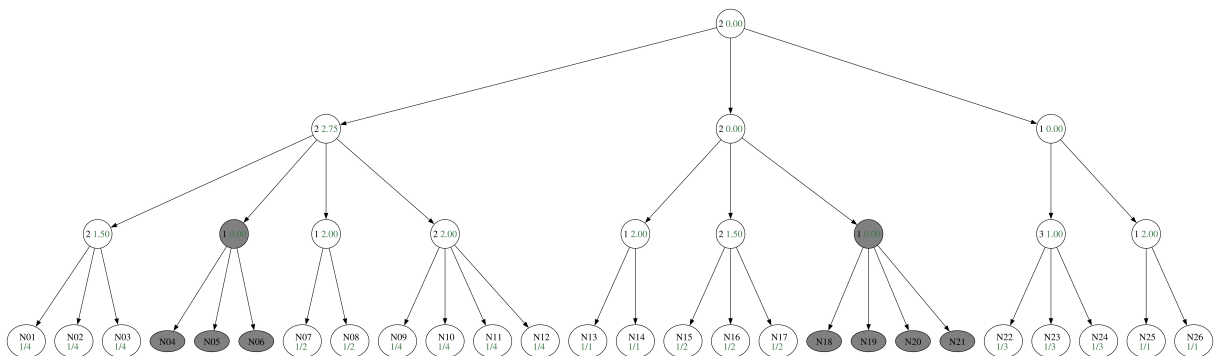 2 0.00
2 2.75
2 0.00
1 0.00
2 1.50
1 0.00
1 2.00
2 2.00
1 2.00
2 1.50
1 0.00
3 1.00
1 2.00
N01
1/4
N02
1/4
N03
1/4
N04
N05
N06
N07
1/2
N08
1/2
N09
1/4
N10
1/4
N11
1/4
N12
1/4
N13
1/1
N14
1/1
N15
1/2
N16
1/2
N17
1/2
N18
N19
N20
N21
N22
1/3
N23
1/3
N24
1/3
N25
1/1
N26
1/1